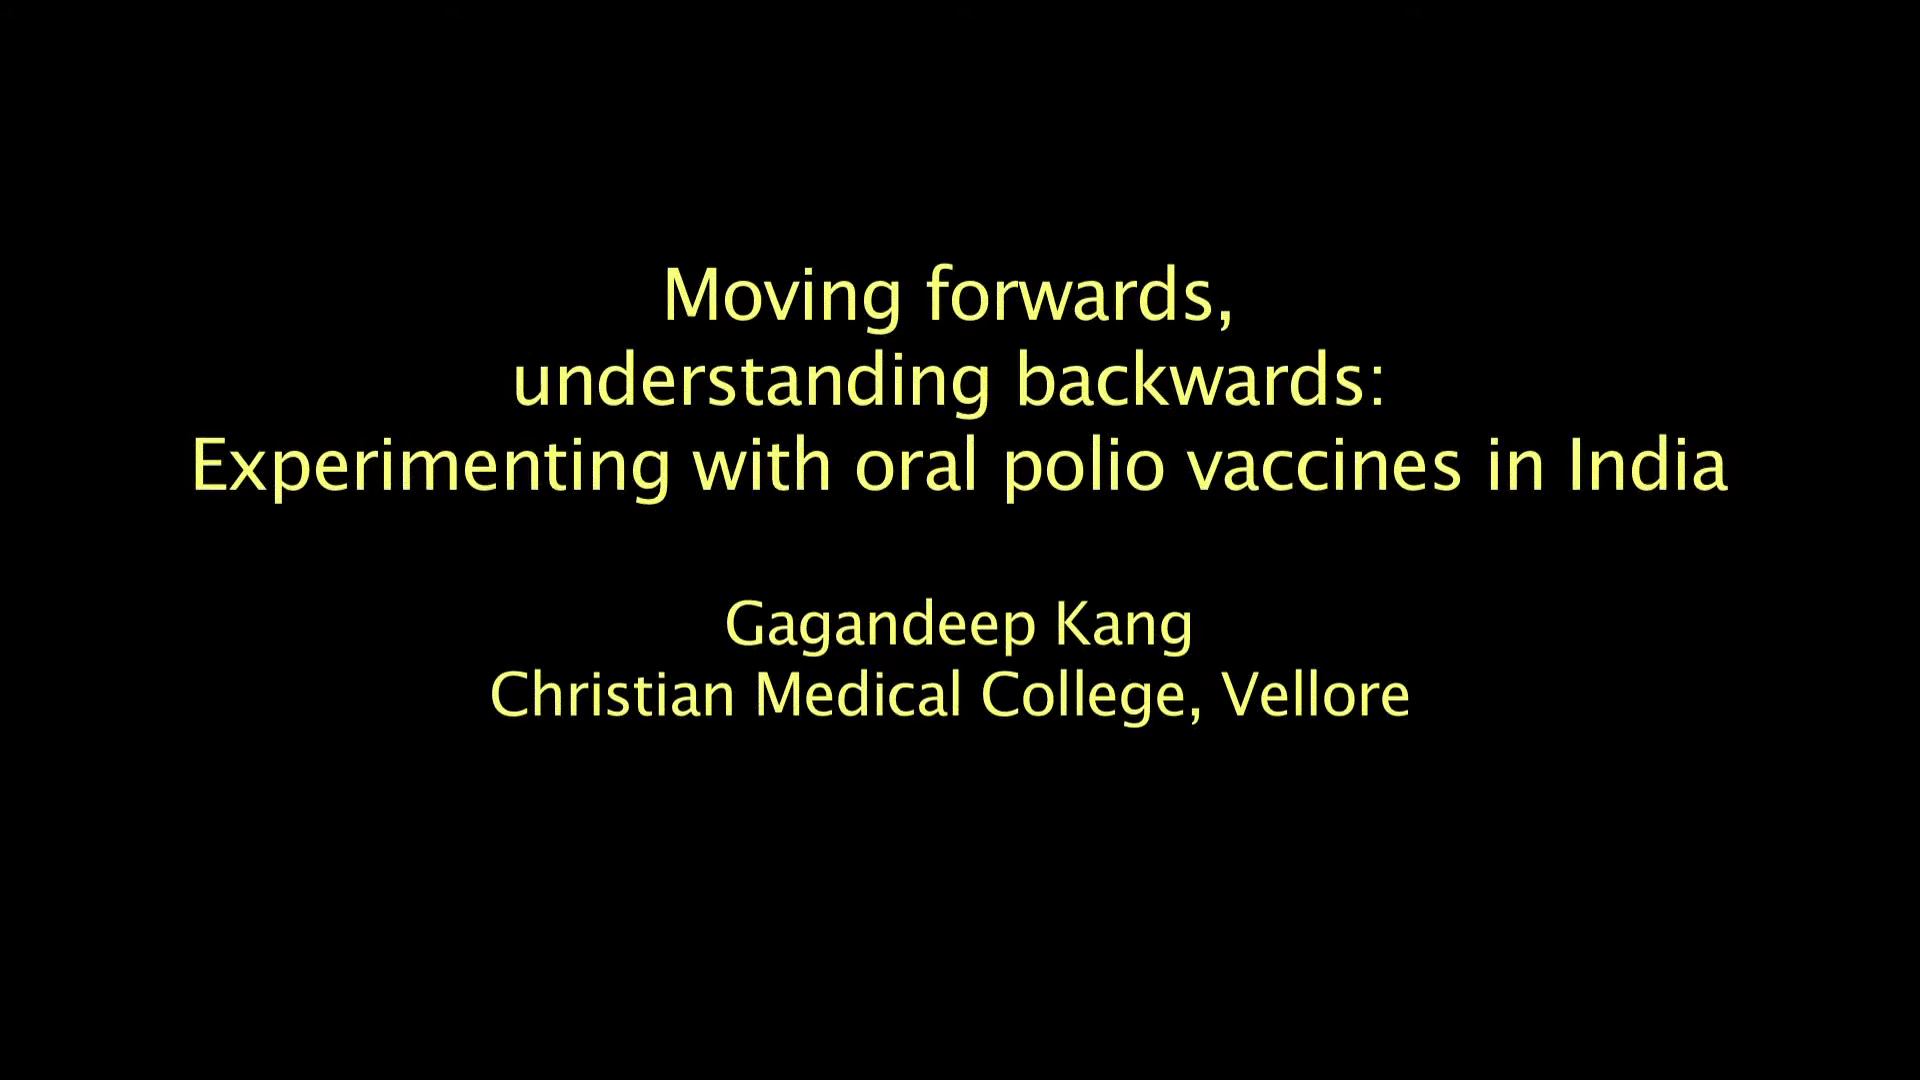 Moving forwards,
understanding backwards:
Experimenting with oral polio vaccines in India
Gagandeep Kang
Christian Medical College, Vellore